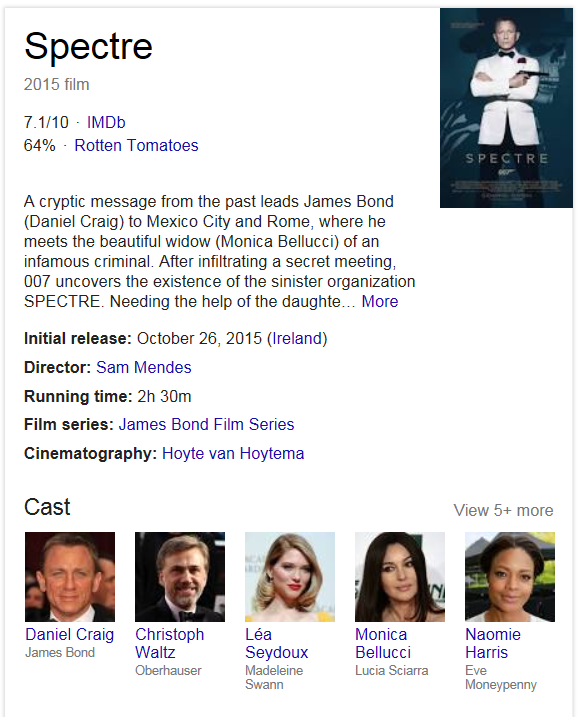 Spectre
2015 film
7.1/10 · IMDb
64% · Rotten Tomatoes
SPECTRE
007
A cryptic message from the past leads James Bond
(Daniel Craig) to Mexico City and Rome, where he
meets the beautiful widow (Monica Bellucci) of an
infamous criminal. After infiltrating a secret meeting,
007 uncovers the existence of the sinister organization
SPECTRE. Needing the help of the daughte… More
Initial release: October 26, 2015 (Ireland)
Director: Sam Mendes
Running time: 2h 30m
Film series: James Bond Film Series
Cinematography: Hoyte van Hoytema
Cast
View 5+ more
Daniel Craig
James Bond
Christoph
Waltz
Oberhauser
Léa
Seydoux
Madeleine
Swann
Monica
Bellucci
Lucia Sciarra
Naomie
Harris
Eve
Moneypenny